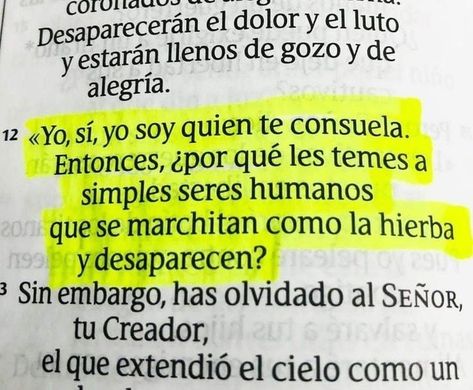 Desaparecerán el dolor y el luto
y estarán llenos de gozo y de
alegría.
12 «Yo, sí, yo soy quien te consuela.
Entonces, ¿por qué les temes a
simples seres humanos
que se marchitan como la hierba
y desaparecen?
3 Sin embargo, has olvidado al SEÑOR,
tu Creador,
el que extendió el cielo como un